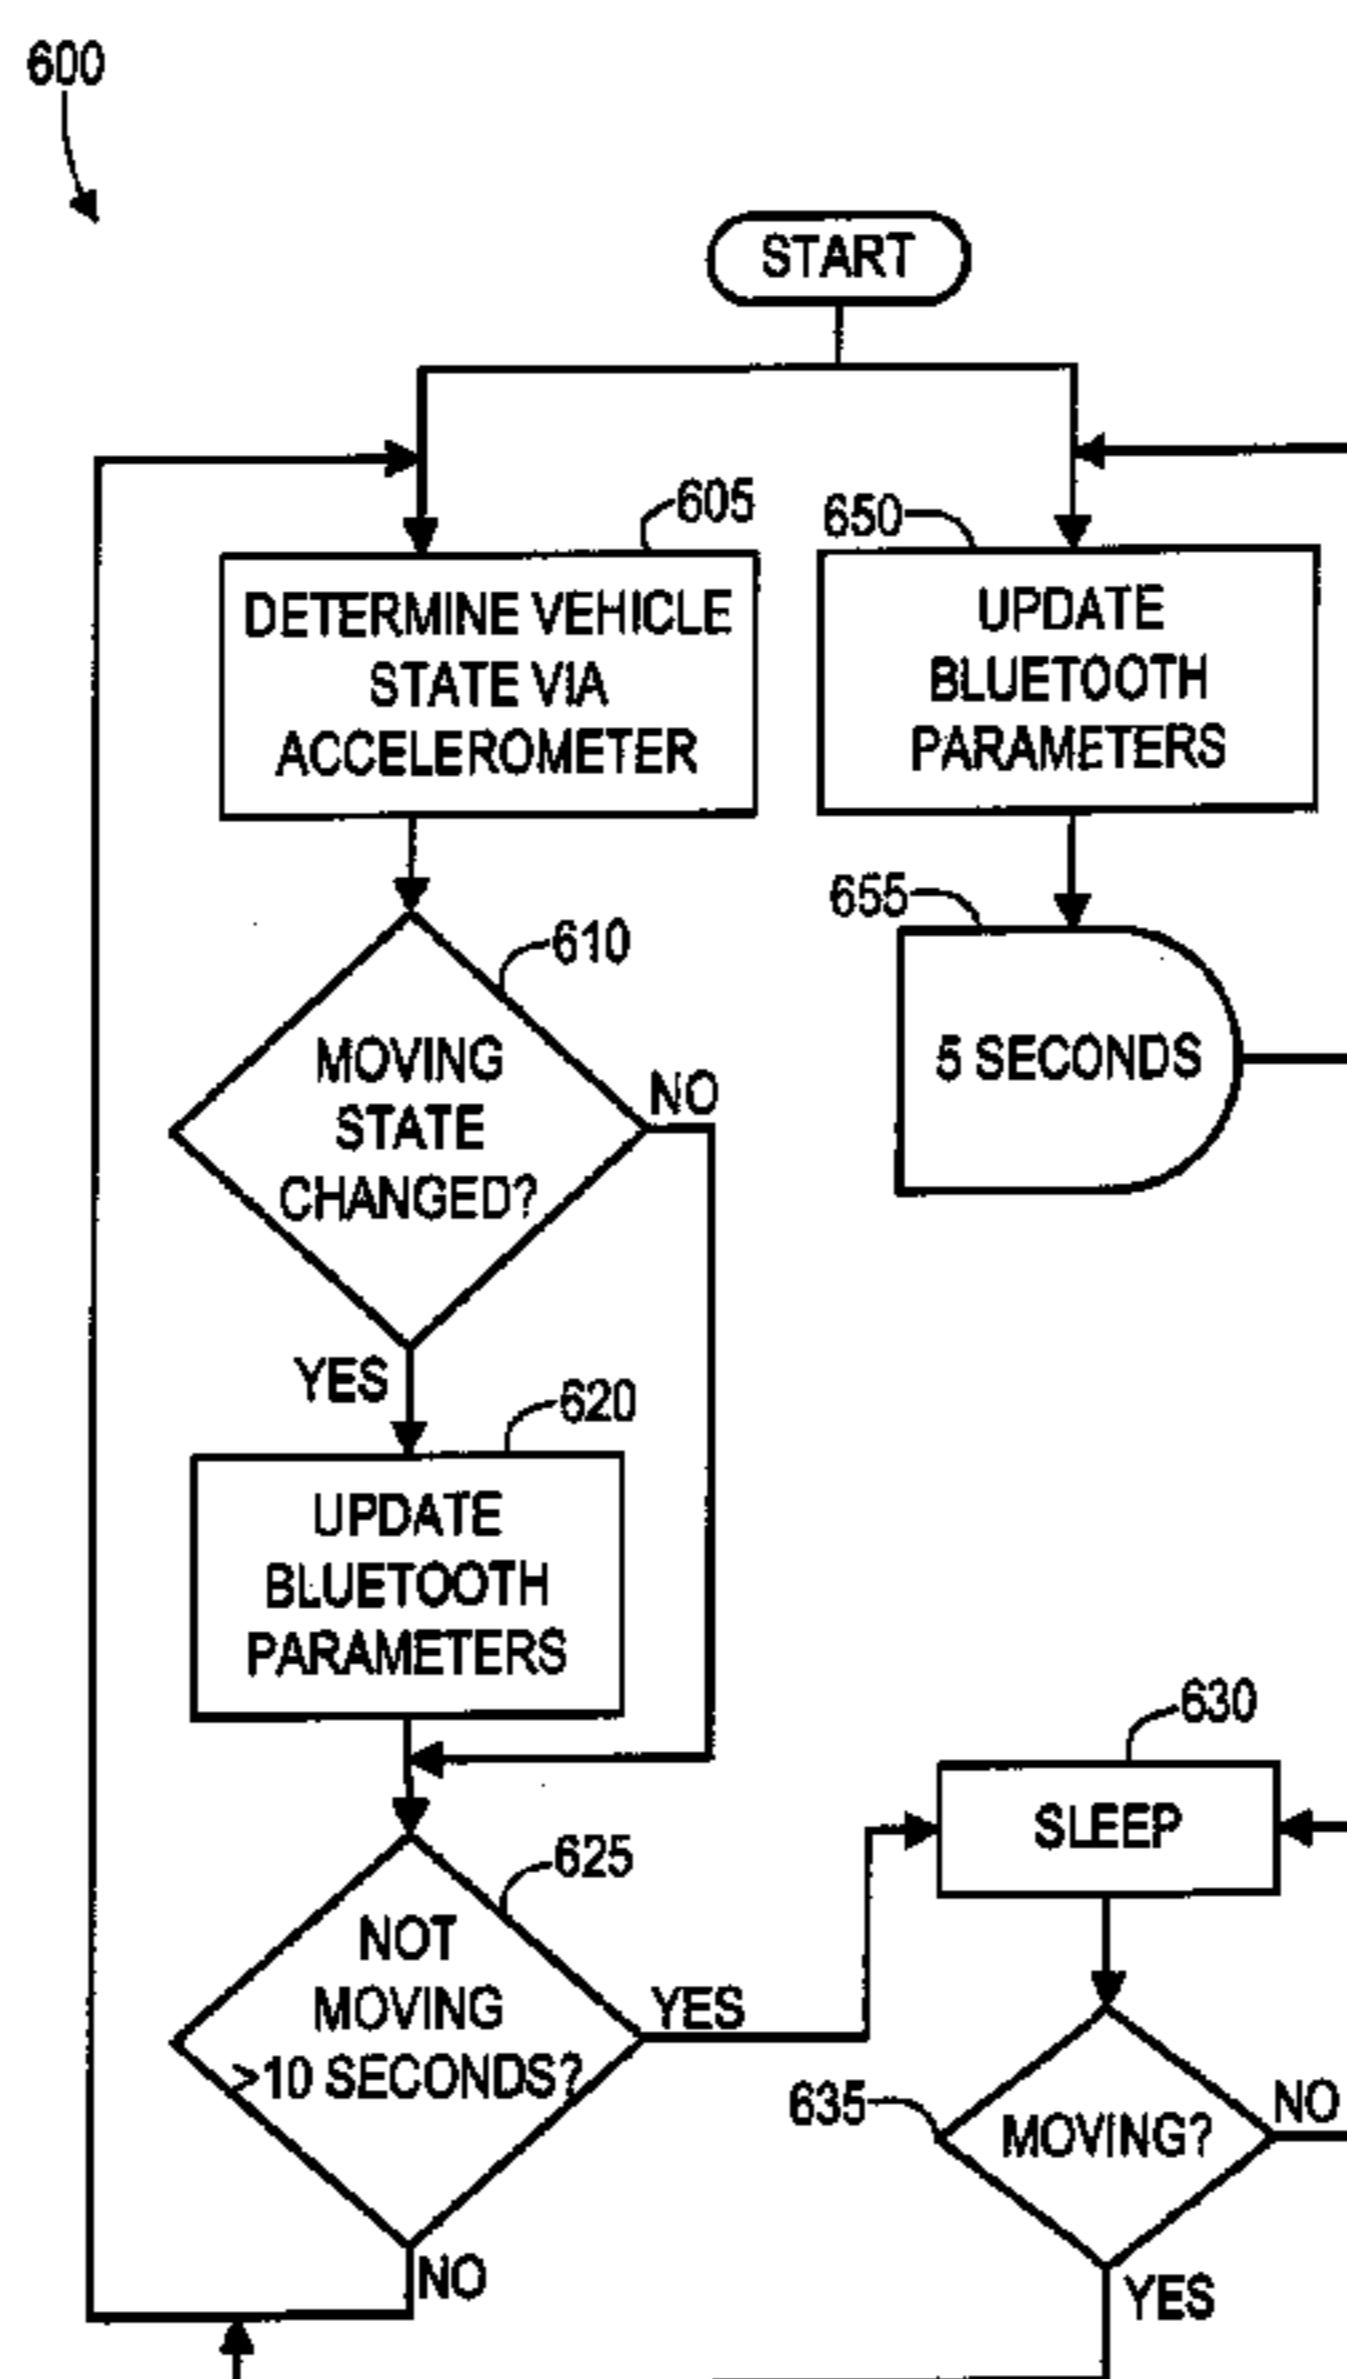 600
START
605
DETERMINE VEHICLE
STATE VIA
ACCELEROMETER
650
UPDATE
BLUETOOTH
PARAMETERS
655
5 SECONDS
610
MOVING
STATE
CHANGED?
NO
YES
620
UPDATE
BLUETOOTH
PARAMETERS
625
NOT
MOVING
>10 SECONDS?
YES
NO
630
SLEEP
635
MOVING?
NO
YES